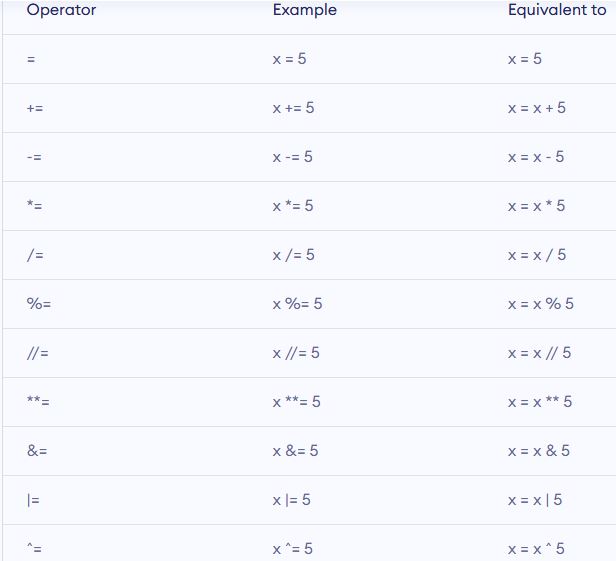 Operator Example Equivalent to
= x = 5 x = 5
+= x += 5 x = x + 5
-= x -= 5 x = x - 5
*= x *= 5 x = x * 5
/= x /= 5 x = x / 5
%= x %= 5 x = x % 5
//= x //= 5 x = x // 5
**= x **= 5 x = x ** 5
&= x &= 5 x = x & 5
|= x |= 5 x = x | 5
^= x ^= 5 x = x ^ 5